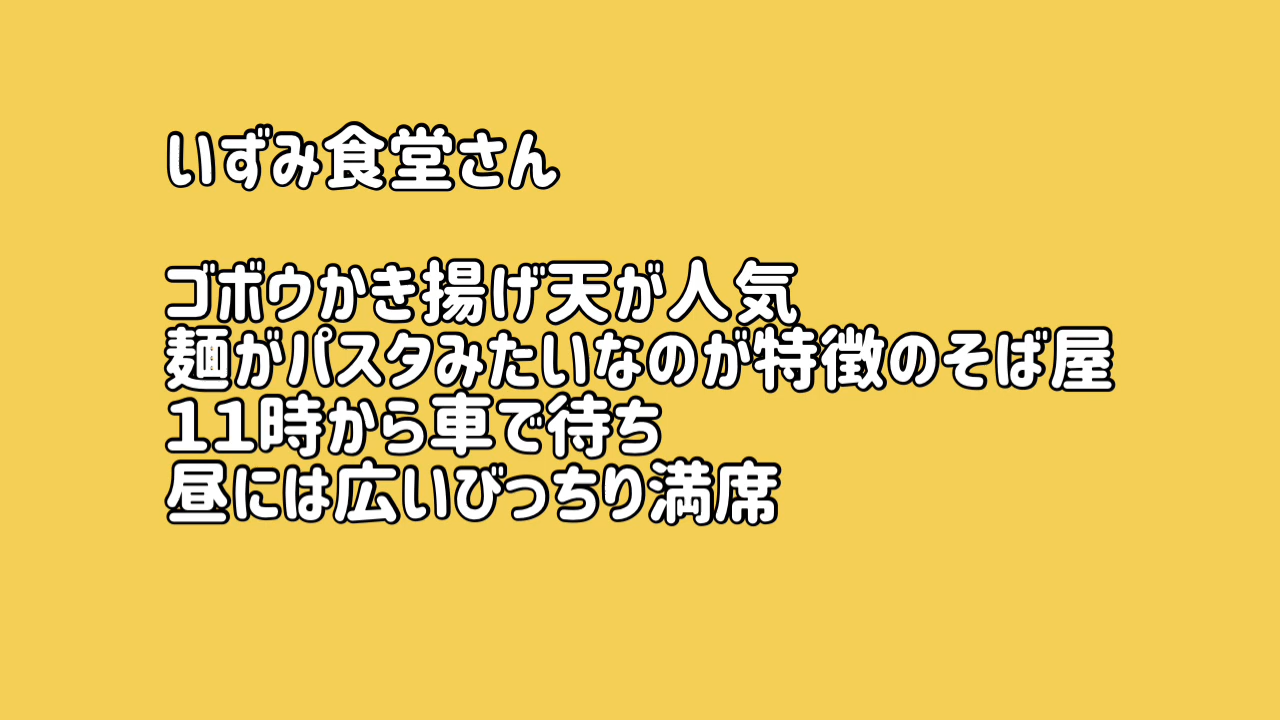 いずみ食堂さん
ゴボウかき揚げ天が人気
麺がパスタみたいなのが特徴のそば屋
11時から車で待ち
昼には広いびっちり満席